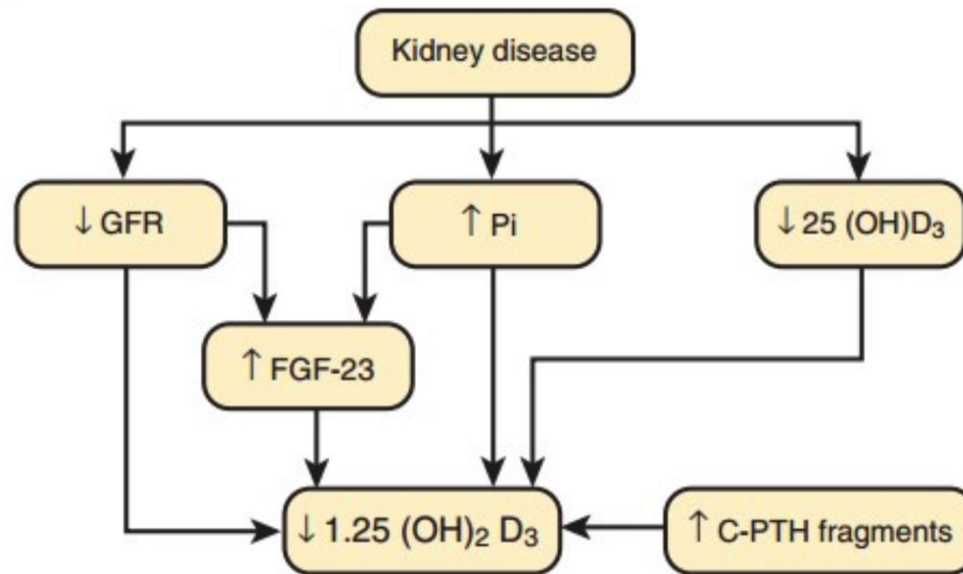 Kidney disease
↓ GFR
↑ Pi
↓ 25 (OH)D₃
↑ FGF-23
↓ 1.25 (OH)₂ D₃
↑ C-PTH fragments